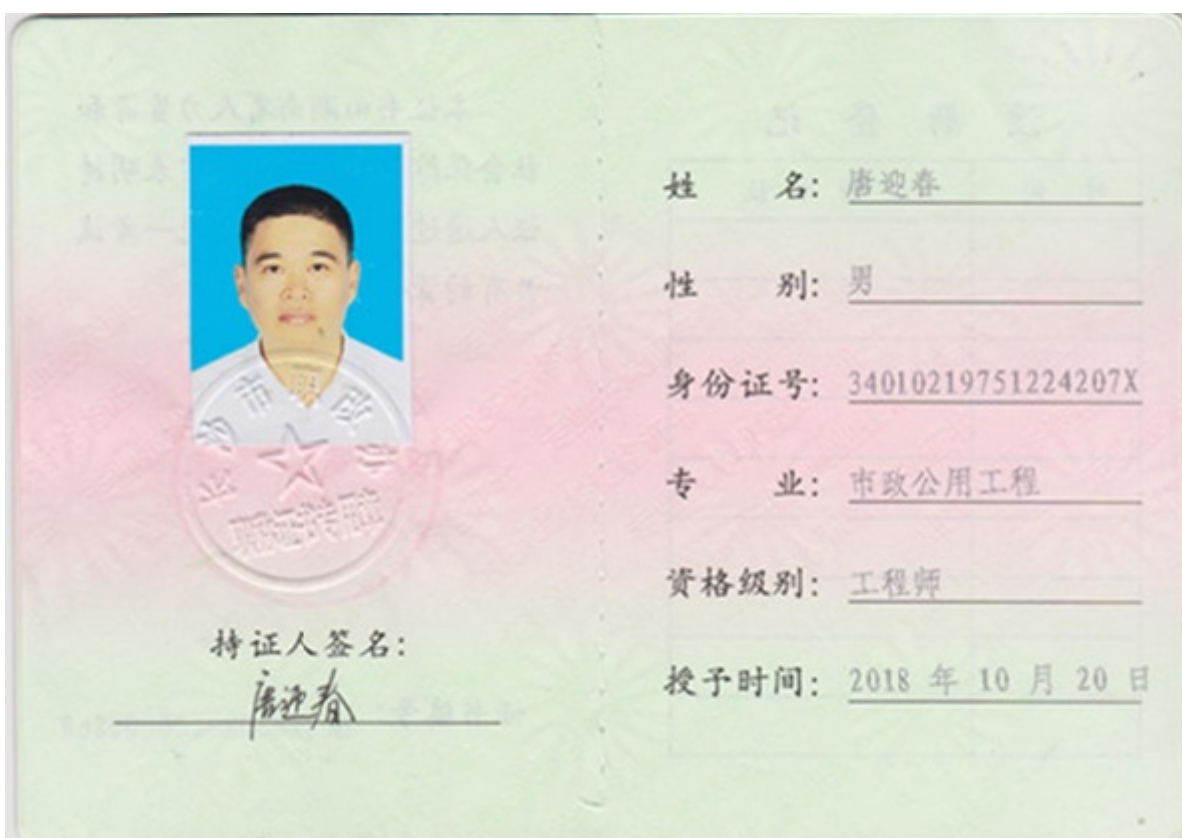 持证人签名：
唐迎春
姓 名：唐迎春
性 别：男
身份证号：34010219751224207X
专 业：市政公用工程
资格级别：工程师
授予时间：2018 年 10 月 20 日